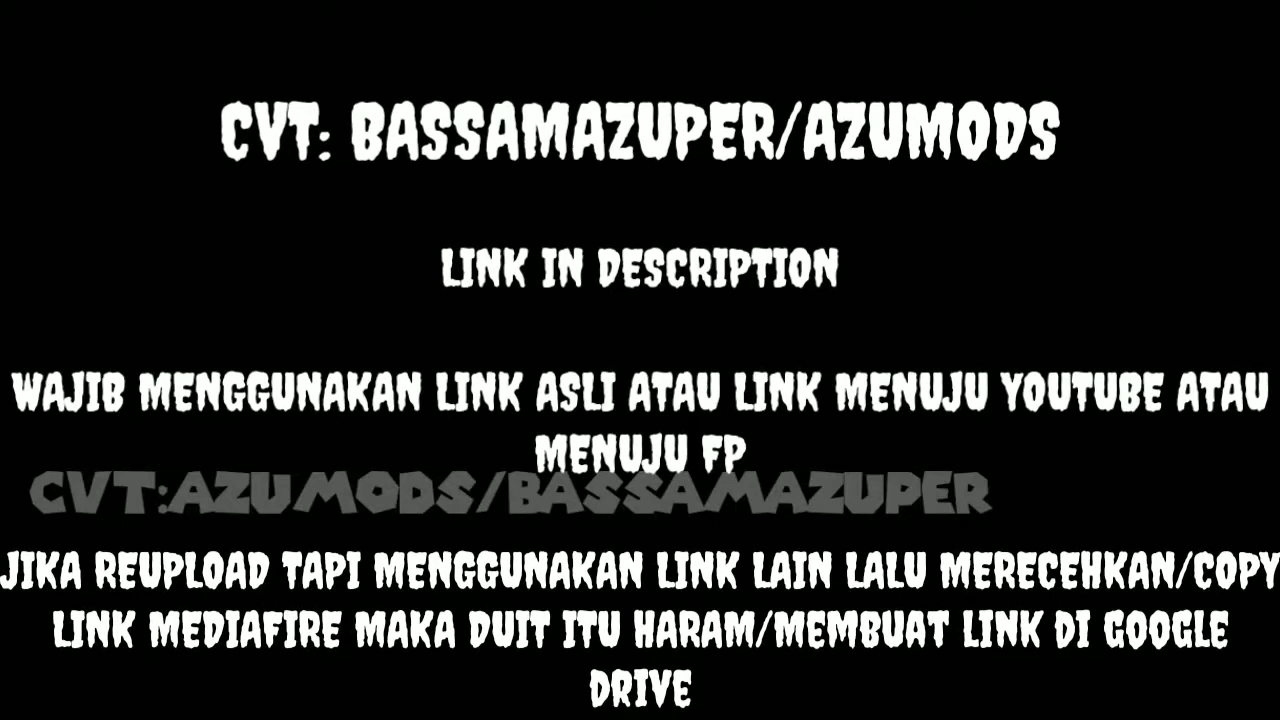 CVT: BASSAMAZUPER/AZUMODS
LINK IN DESCRIPTION
WAJIB MENGGUNAKAN LINK ASLI ATAU LINK MENUJU YOUTUBE ATAU
MENUJU FP
CVT:AZUMODS/BASSAMAZUPER
JIKA REUPLOAD TAPI MENGGUNAKAN LINK LAIN LALU MERECEHKAN/COPY
LINK MEDIAFIRE MAKA DUIT ITU HARAM/MEMBUAT LINK DI GOOGLE
DRIVE